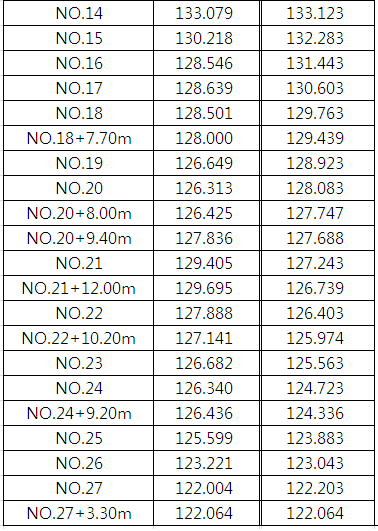 NO.14 133.079 133.123
NO.15 130.218 132.283
NO.16 128.546 131.443
NO.17 128.639 130.603
NO.18 128.501 129.763
NO.18+7.70m 128.000 129.439
NO.19 126.649 128.923
NO.20 126.313 128.083
NO.20+8.00m 126.425 127.747
NO.20+9.40m 127.836 127.688
NO.21 129.405 127.243
NO.21+12.00m 129.695 126.739
NO.22 127.888 126.403
NO.22+10.20m 127.141 125.974
NO.23 126.682 125.563
NO.24 126.340 124.723
NO.24+9.20m 126.436 124.336
NO.25 125.599 123.883
NO.26 123.221 123.043
NO.27 122.004 122.203
NO.27+3.30m 122.064 122.064